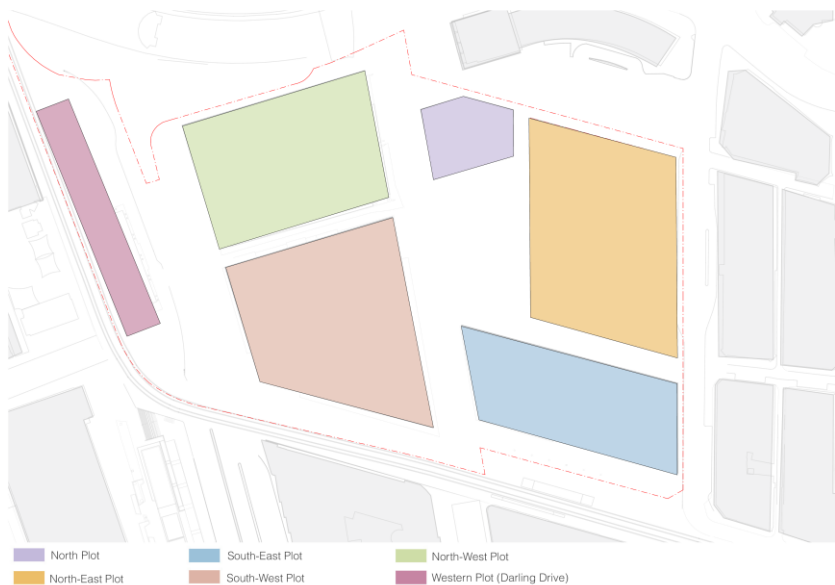 North Plot
South-East Plot
North-West Plot
North-East Plot
South-West Plot
Western Plot (Darling Drive)